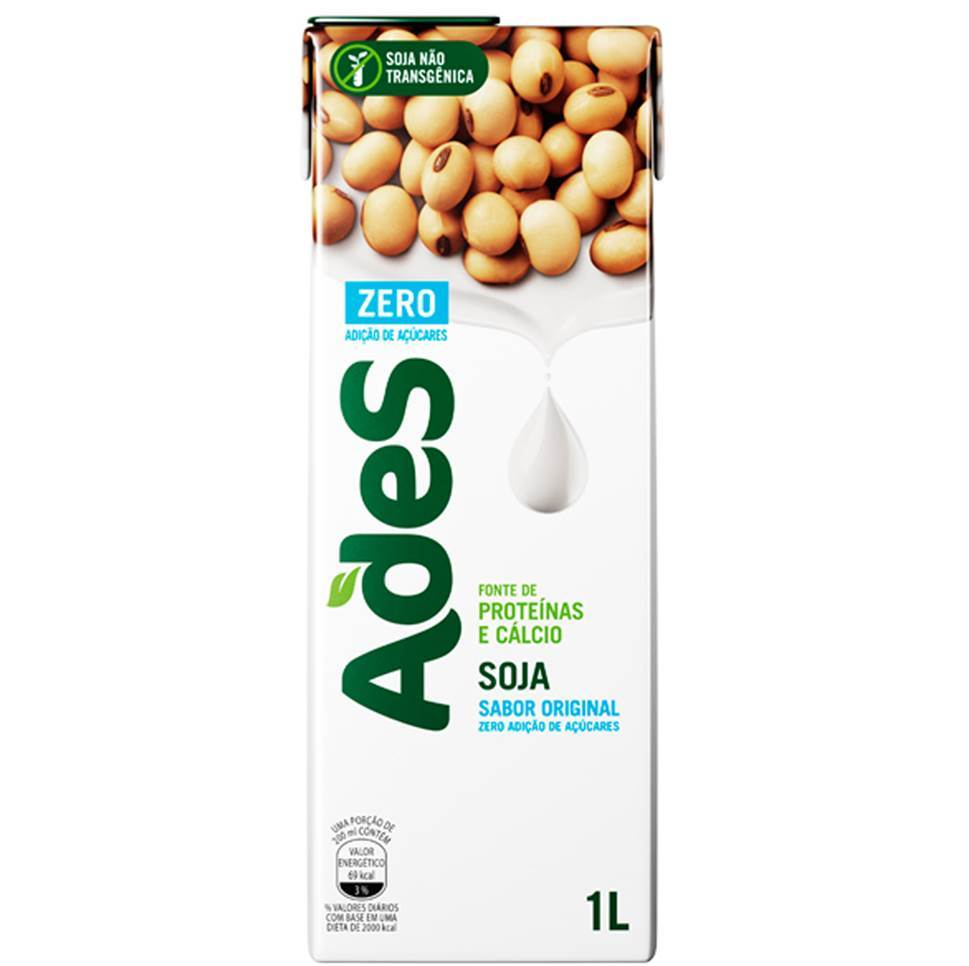 SOJA NÃO
TRANSGÊNICA
ZERO
ADIÇÃO DE AÇÚCARES
AdeS
FONTE DE
PROTEÍNAS
E CÁLCIO
SOJA
SABOR ORIGINAL
ZERO ADIÇÃO DE AÇÚCARES
UMA PORÇÃO DE
200 ml CONTÉM
VALOR
ENERGÉTICO
69 kcal
3 %
% VALORES DIÁRIOS
COM BASE EM UMA
DIETA DE 2000 kcal
1L